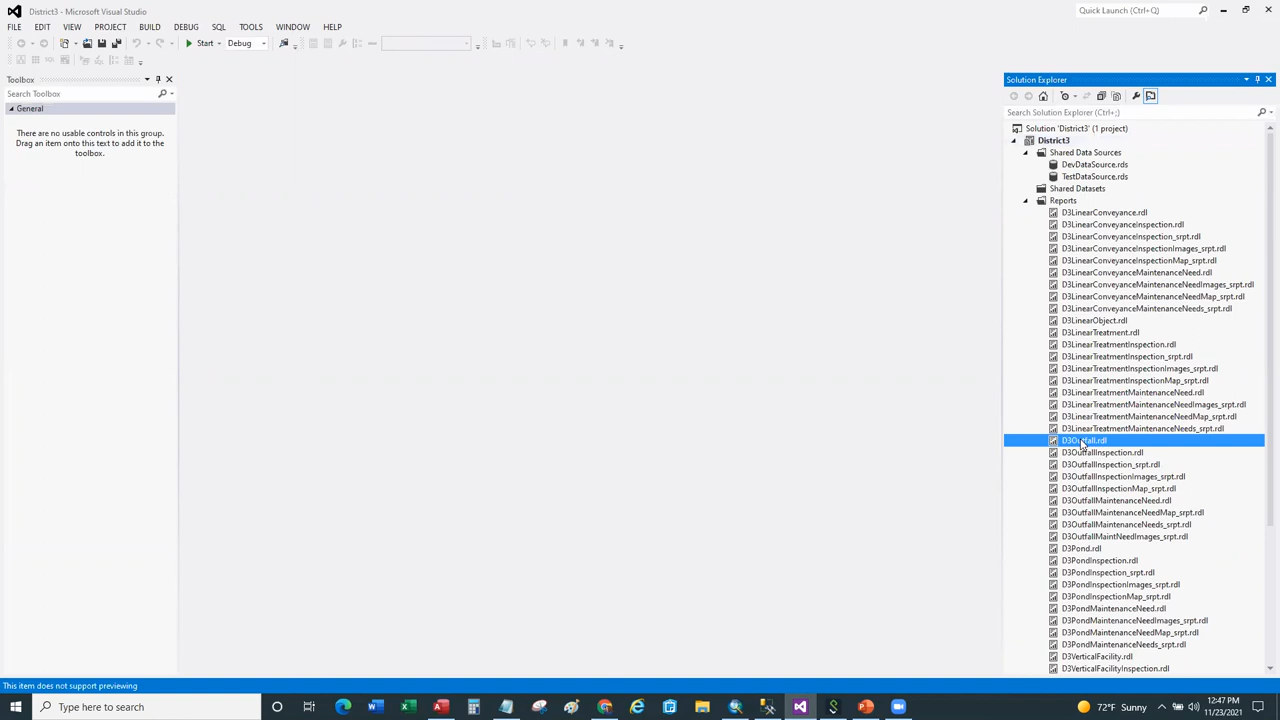 District3 - Microsoft Visual Studio
Quick Launch (Ctrl+Q)
FILE EDIT VIEW PROJECT BUILD DEBUG SQL TOOLS WINDOW HELP
Start Debug
Toolbox
Search Toolbox
General
There are no usable controls in this group.
Drag an item onto this text to add it to the
toolbox.
Solution Explorer
Search Solution Explorer (Ctrl+;)
Solution 'District3' (1 project)
District3
Shared Data Sources
DevDataSource.rds
TestDataSource.rds
Shared Datasets
Reports
D3LinearConveyance.rdl
D3LinearConveyanceInspection.rdl
D3LinearConveyanceInspection_srpt.rdl
D3LinearConveyanceInspectionImages_srpt.rdl
D3LinearConveyanceInspectionMap_srpt.rdl
D3LinearConveyanceMaintenanceNeed.rdl
D3LinearConveyanceMaintenanceNeedImages_srpt.rdl
D3LinearConveyanceMaintenanceNeedMap_srpt.rdl
D3LinearConveyanceMaintenanceNeeds_srpt.rdl
D3LinearObject.rdl
D3LinearTreatment.rdl
D3LinearTreatmentInspection.rdl
D3LinearTreatmentInspection_srpt.rdl
D3LinearTreatmentInspectionImages_srpt.rdl
D3LinearTreatmentInspectionMap_srpt.rdl
D3LinearTreatmentMaintenanceNeed.rdl
D3LinearTreatmentMaintenanceNeedImages_srpt.rdl
D3LinearTreatmentMaintenanceNeedMap_srpt.rdl
D3LinearTreatmentMaintenanceNeeds_srpt.rdl
D3Outfall.rdl
D3OutfallInspection.rdl
D3OutfallInspection_srpt.rdl
D3OutfallInspectionImages_srpt.rdl
D3OutfallInspectionMap_srpt.rdl
D3OutfallMaintenanceNeed.rdl
D3OutfallMaintenanceNeedMap_srpt.rdl
D3OutfallMaintenanceNeeds_srpt.rdl
D3OutfallMaintNeedImages_srpt.rdl
D3Pond.rdl
D3PondInspection.rdl
D3PondInspection_srpt.rdl
D3PondInspectionImages_srpt.rdl
D3PondInspectionMap_srpt.rdl
D3PondMaintenanceNeed.rdl
D3PondMaintenanceNeedImages_srpt.rdl
D3PondMaintenanceNeedMap_srpt.rdl
D3PondMaintenanceNeeds_srpt.rdl
D3VerticalFacility.rdl
D3VerticalFacilityInspection.rdl
This item does not support previewing
Type here to search
72°F Sunny
12:47 PM
11/23/2021